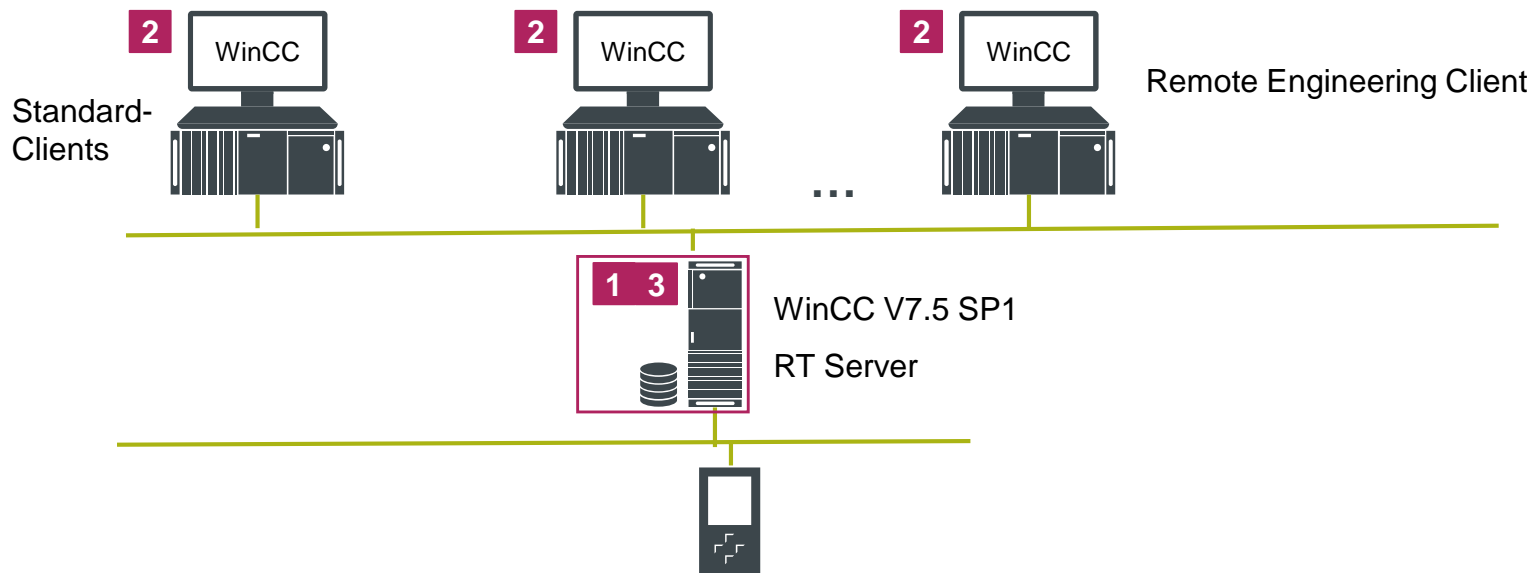 2
WinCC
2
WinCC
2
WinCC
Remote Engineering Client
Standard-
Clients
...
1 3
WinCC V7.5 SP1
RT Server